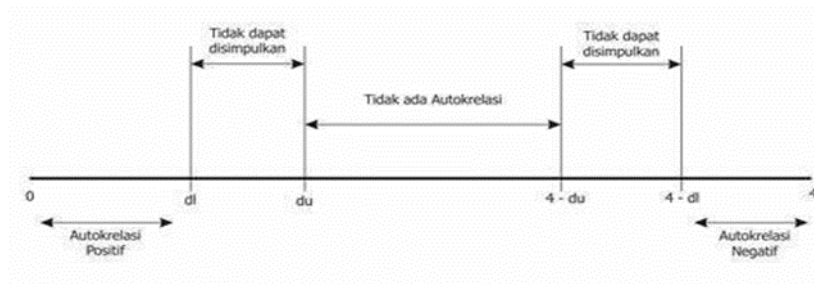 Tidak dapat
disimpulkan
Tidak dapat
disimpulkan
Tidak ada Autokrelasi
0
dl
du
4 - du
4 - dl
4
Autokrelasi
Positif
Autokrelasi
Negatif